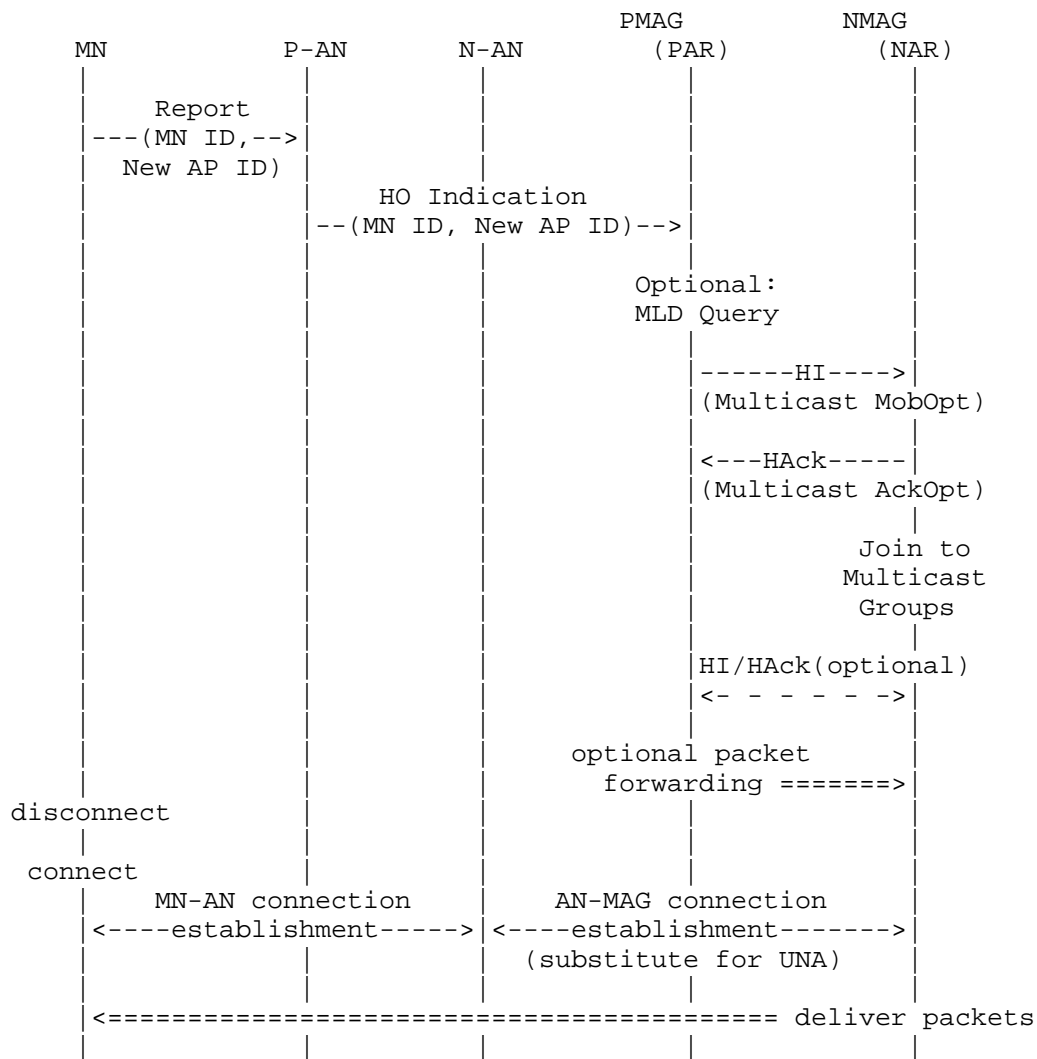 PMAG NMAG
MN P-AN N-AN (PAR) (NAR)
Report
---(MN ID,-->
New AP ID)
HO Indication
--(MN ID, New AP ID)-->
Optional:
MLD Query
------HI---->
(Multicast MobOpt)
<---HAck-----
(Multicast AckOpt)
Join to
Multicast
Groups
HI/HAck(optional)
<- - - - - ->
optional packet
forwarding =======>
disconnect
connect
MN-AN connection AN-MAG connection
<----establishment-----> <----establishment------->
(substitute for UNA)
<========================================== deliver packets